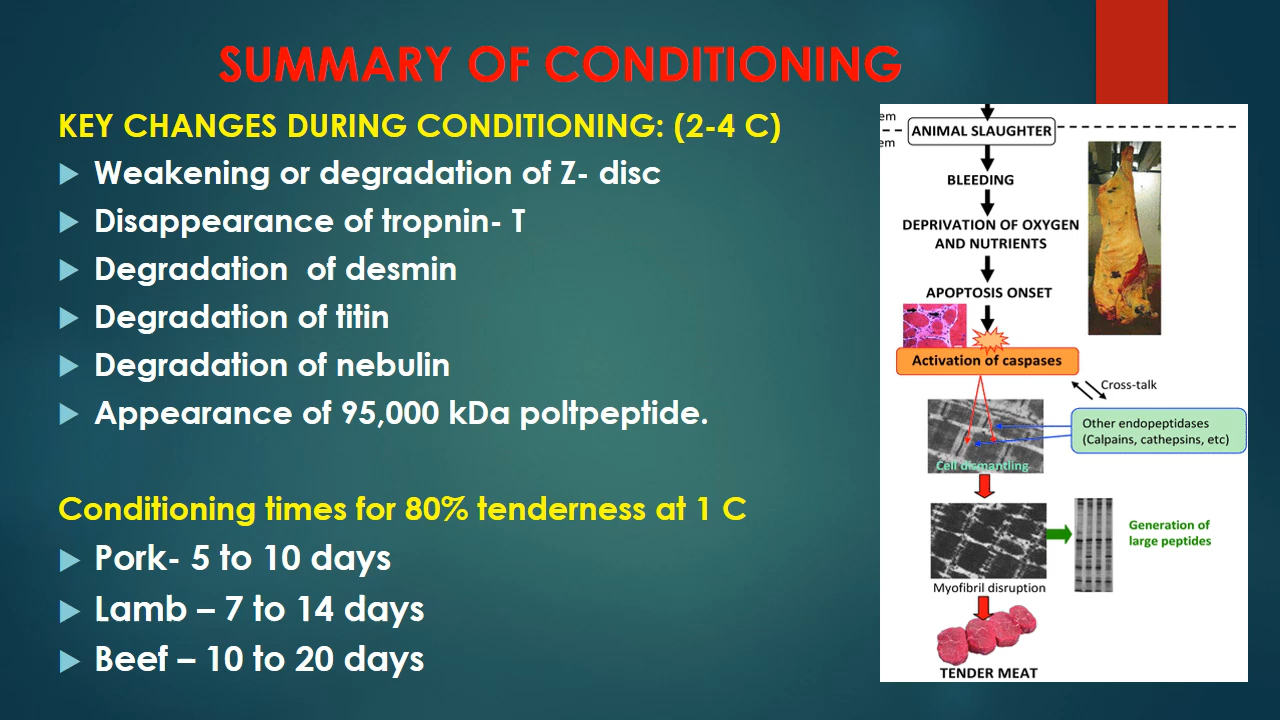 SUMMARY OF CONDITIONING
KEY CHANGES DURING CONDITIONING: (2-4 C)
Weakening or degradation of Z- disc
Disappearance of tropnin- T
Degradation  of desmin
Degradation of titin
Degradation of nebulin
Appearance of 95,000 kDa poltpeptide.
Conditioning times for 80% tenderness at 1 C
Pork- 5 to 10 days
Lamb – 7 to 14 days
Beef – 10 to 20 days
em
ANIMAL SLAUGHTER
em
BLEEDING
DEPRIVATION OF OXYGEN
AND NUTRIENTS
APOPTOSIS ONSET
Activation of caspases
Cross-talk
Other endopeptidases
(Calpains, cathepsins, etc)
Cell dismantling
Generation of
large peptides
Myofibril disruption
TENDER MEAT